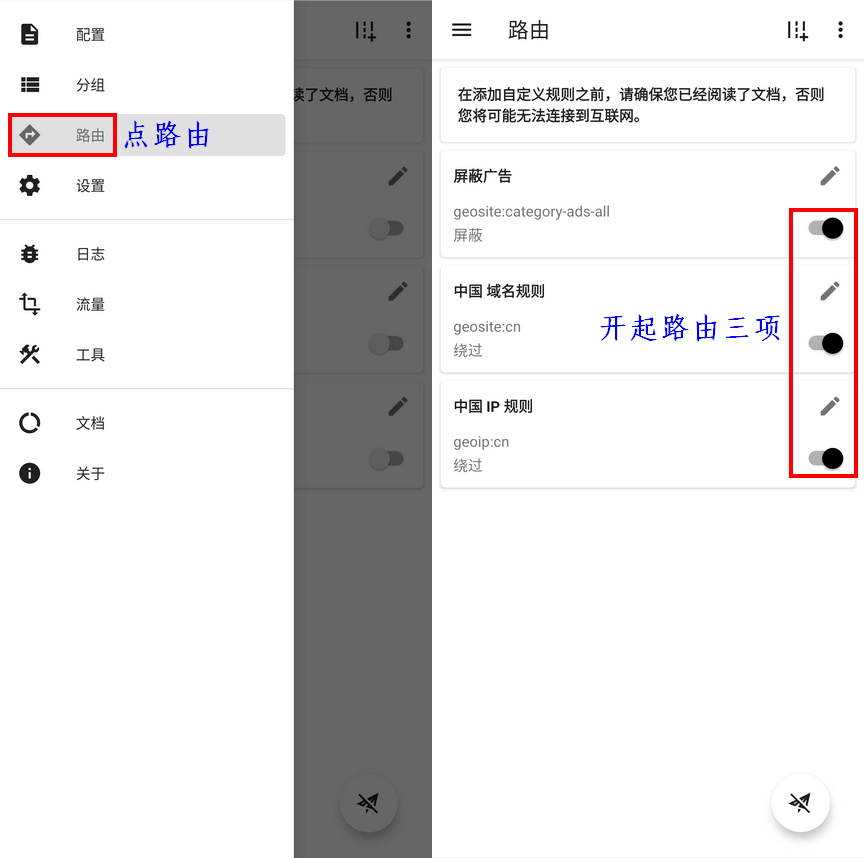 配置
分组
路由
点路由
设置
日志
流量
工具
文档
关于
读了文档，否则
路由
在添加自定义规则之前，请确保您已经阅读了文档，否则
您将可能无法连接到互联网。
屏蔽广告
geosite:category-ads-all
屏蔽
中国 域名规则
geosite:cn
绕过
开起路由三项
中国 IP 规则
geoip:cn
绕过